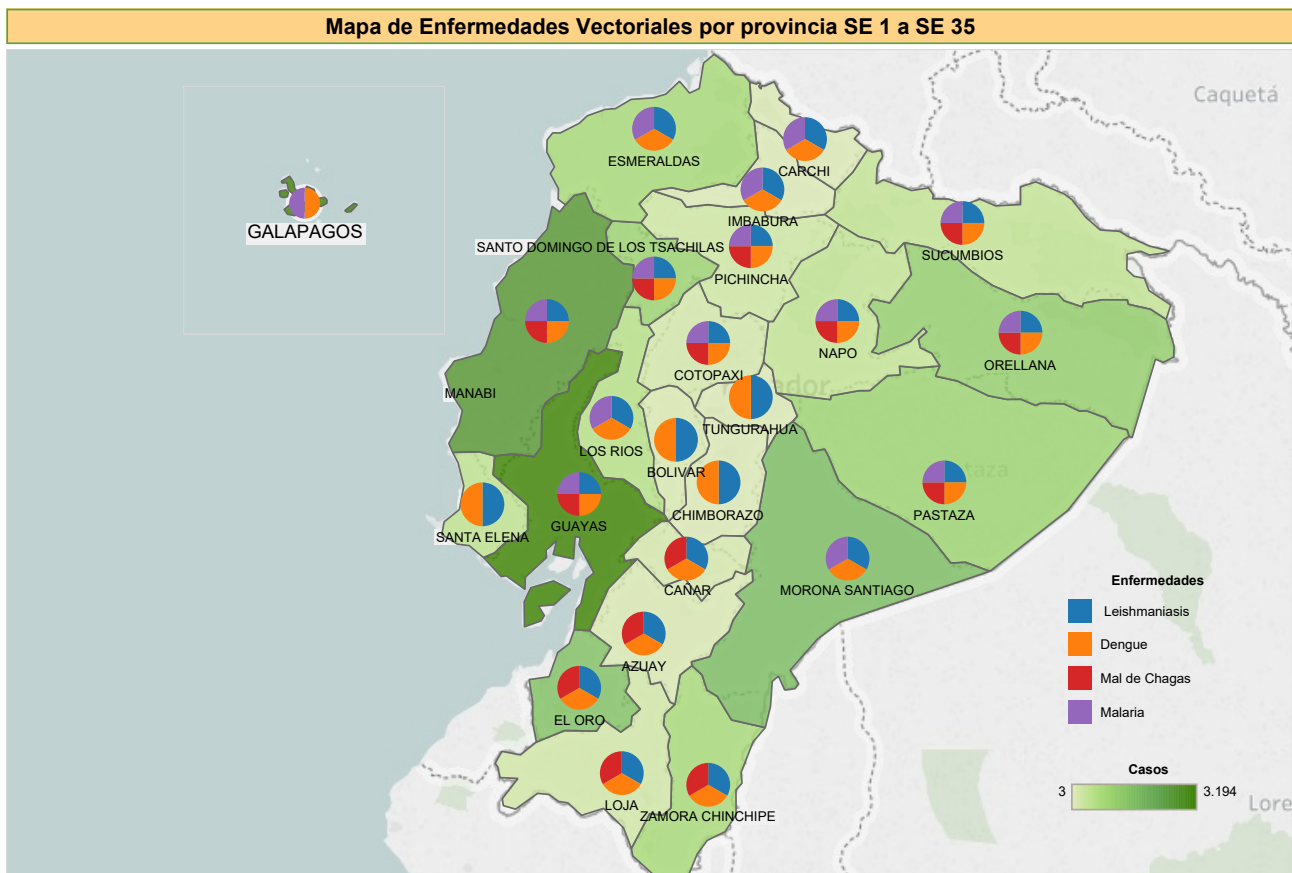 Mapa de Enfermedades Vectoriales por provincia SE 1 a SE 35
Caquetá
ESMERALDAS
CARCHI
IMBABURA
GALAPAGOS
SANTO DOMINGO DE LOS TSACHILAS
PICHINCHA
SUCUMBIOS
COTOPAXI
NAPO
ORELLANA
MANABI
TUNGURAHUA
LOS RIOS
BOLIVAR
CHIMBORAZO
PASTAZA
SANTA ELENA
GUAYAS
CAÑAR
MORONA SANTIAGO
AZUAY
EL ORO
LOJA
ZAMORA CHINCHIPE
Enfermedades
Leishmaniasis
Dengue
Mal de Chagas
Malaria
Casos
3
3.194
Lore